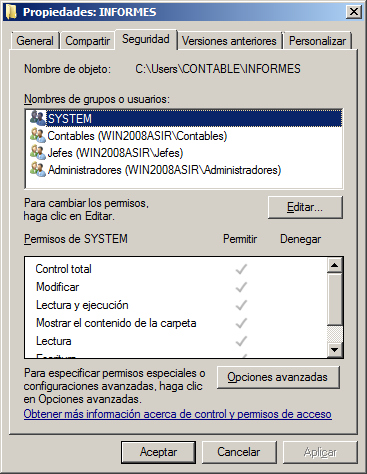 Propiedades: INFORMES
General Compartir Seguridad Versiones anteriores Personalizar
Nombre de objeto: C:\Users\CONTABLE\INFORMES
Nombres de grupos o usuarios:
SYSTEM
Contables (WIN2008ASIR\Contables)
Jefes (WIN2008ASIR\Jefes)
Administradores (WIN2008ASIR\Administradores)
Para cambiar los permisos,
haga clic en Editar.
Editar...
Permisos de SYSTEM Permitir Denegar
Control total
Modificar
Lectura y ejecución
Mostrar el contenido de la carpeta
Lectura
Escritura
Para especificar permisos especiales o
configuraciones avanzadas, haga clic
en Opciones avanzadas.
Opciones avanzadas
Obtener más información acerca de control y permisos de acceso
Aceptar Cancelar Aplicar